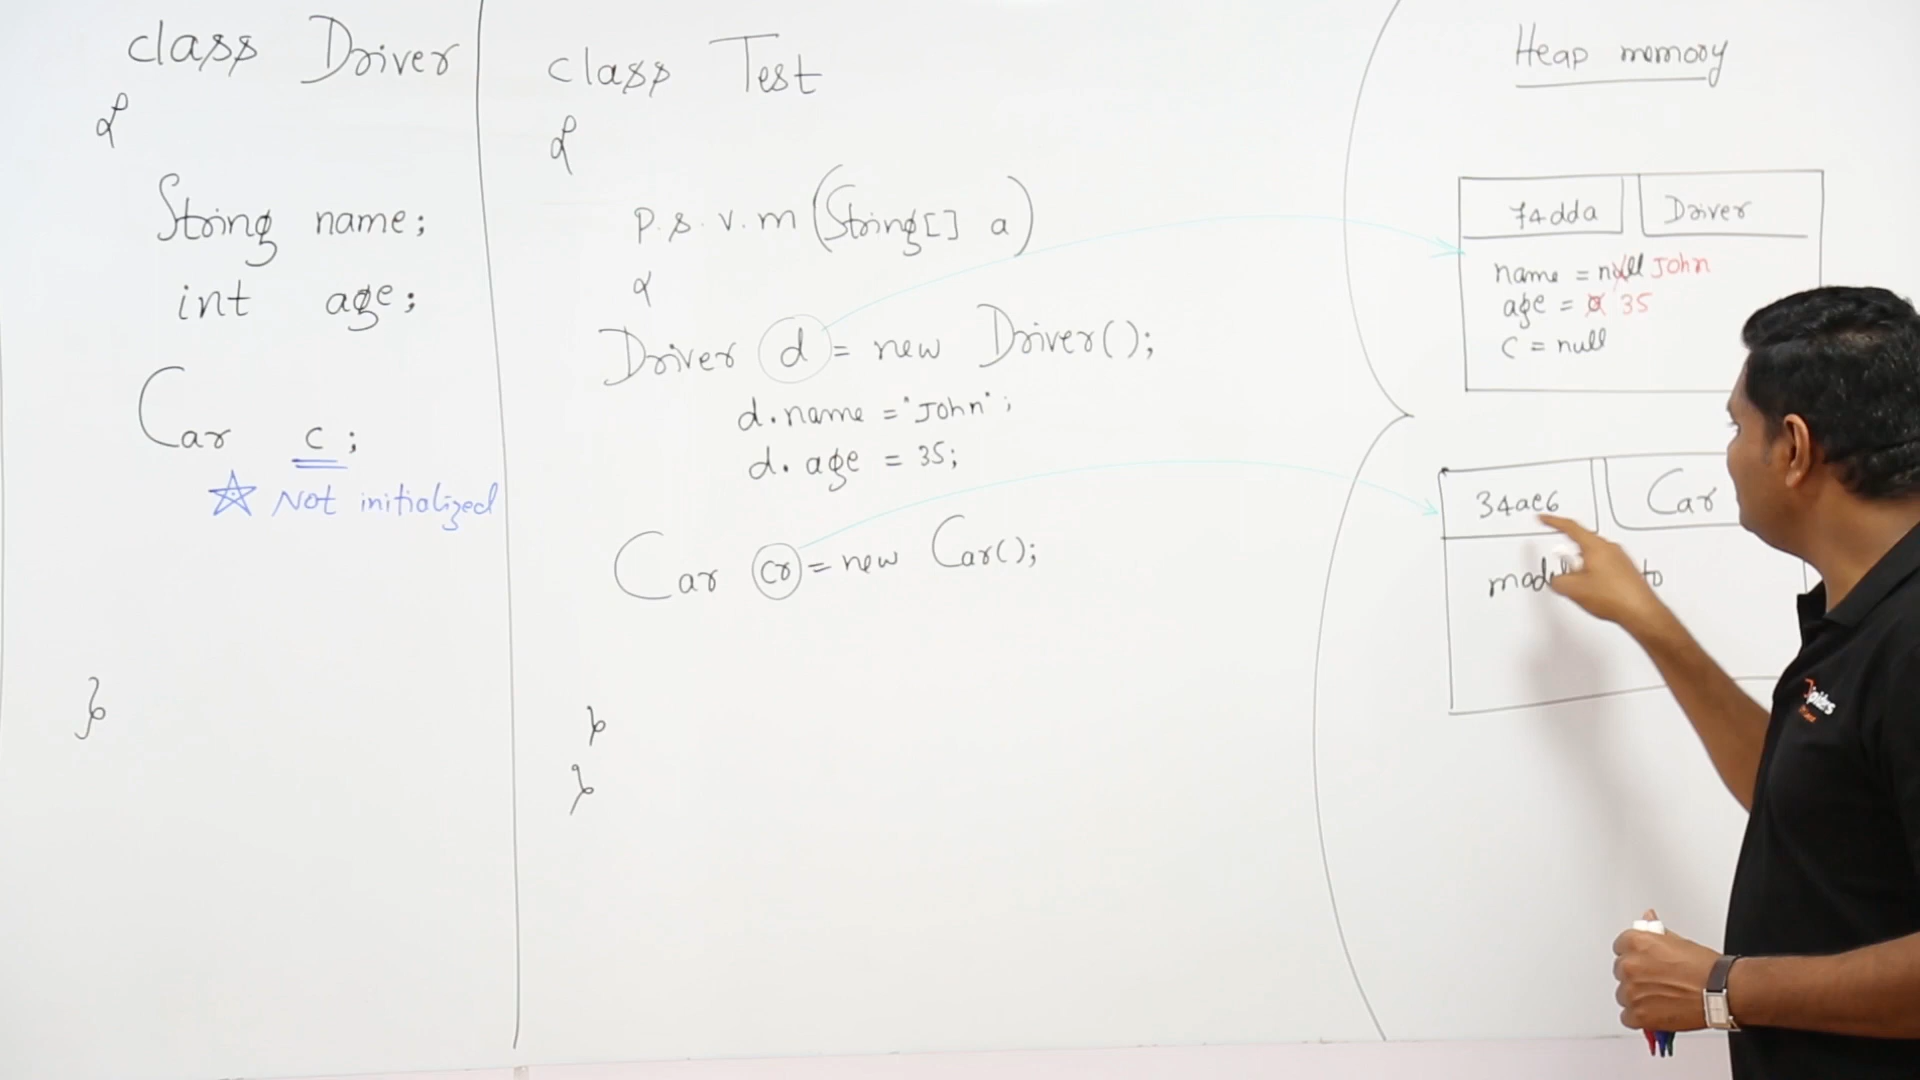 class Driver
{
String name;
int age;
Car c;
☆ Not initialized
}
class Test
{
p.s.v.m (String[] a)
{
Driver d = new Driver();
d.name = "John";
d.age = 35;
Car cr = new Car();
}
}
Heap memory
74dda Driver
name = null John
age = 0 35
c = null
34ae6 Car